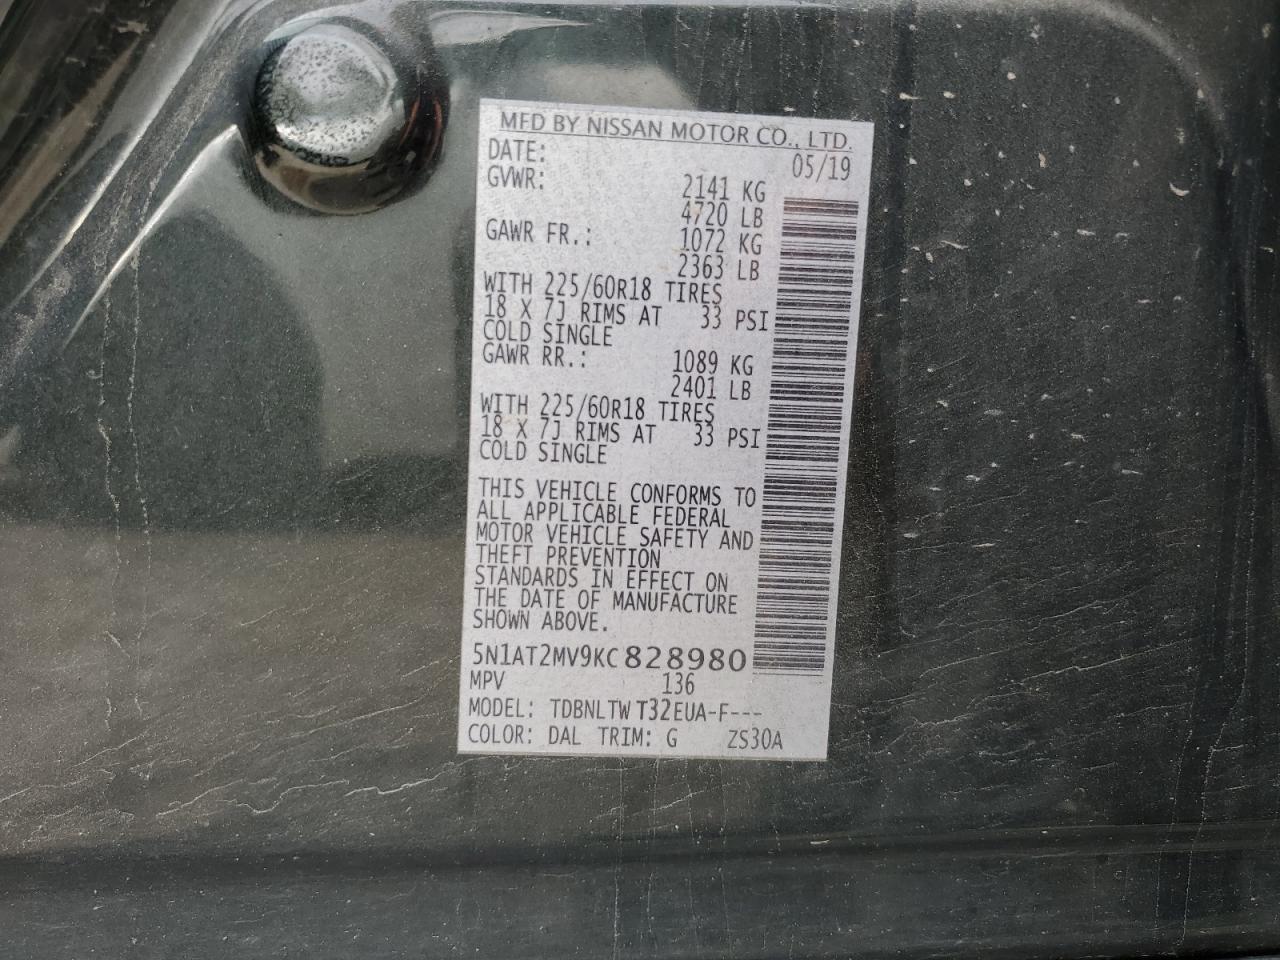 MFD BY NISSAN MOTOR CO., LTD.
DATE: 05/19
GVWR: 2141 KG
4720 LB
GAWR FR.: 1072 KG
2363 LB
WITH 225/60R18 TIRES
18 X 7J RIMS AT 33 PSI
COLD SINGLE
GAWR RR.: 1089 KG
2401 LB
WITH 225/60R18 TIRES
18 X 7J RIMS AT 33 PSI
COLD SINGLE
THIS VEHICLE CONFORMS TO
ALL APPLICABLE FEDERAL
MOTOR VEHICLE SAFETY AND
THEFT PREVENTION
STANDARDS IN EFFECT ON
THE DATE OF MANUFACTURE
SHOWN ABOVE.
5N1AT2MV9KC828980
MPV 136
MODEL: TDBNLTWT32EUA-F---
COLOR: DAL TRIM: G ZS30A